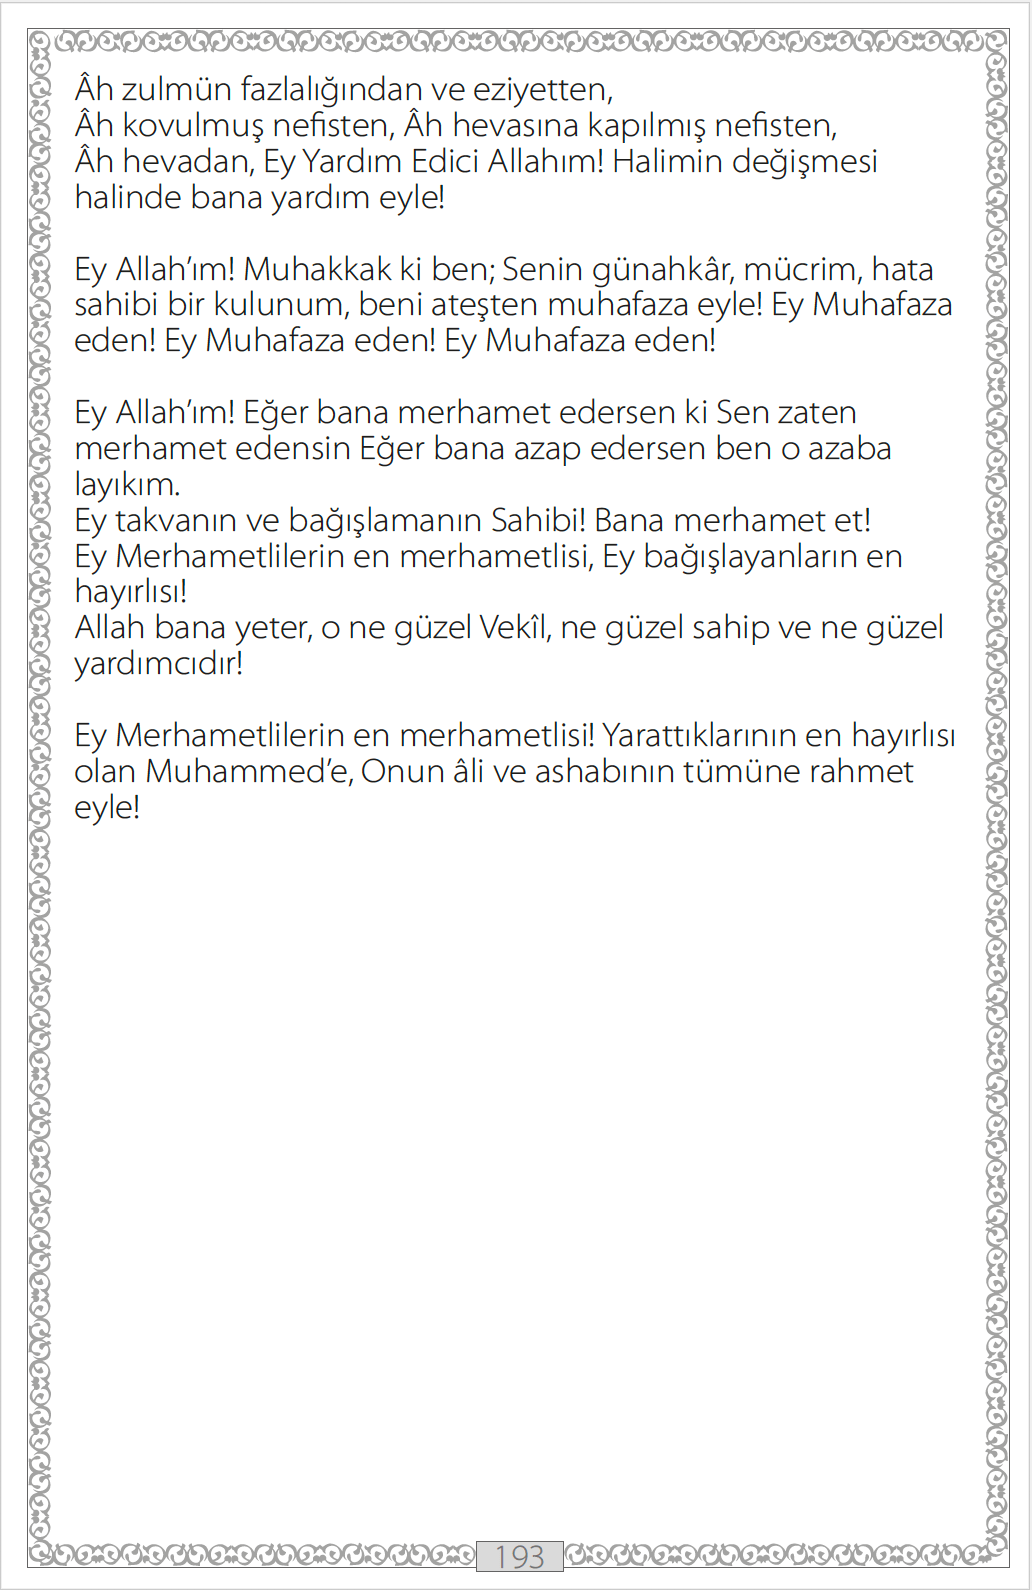 Âh zulmün fazlalığından ve eziyetten,
Âh kovulmuş nefisten, Âh hevasına kapılmış nefisten,
Âh hevadan, Ey Yardım Edici Allahım! Halimin değişmesi
halinde bana yardım eyle!
Ey Allah’ım! Muhakkak ki ben; Senin günahkâr, mücrim, hata
sahibi bir kulunum, beni ateşten muhafaza eyle! Ey Muhafaza
eden! Ey Muhafaza eden! Ey Muhafaza eden!
Ey Allah’ım! Eğer bana merhamet edersen ki Sen zaten
merhamet edensin Eğer bana azap edersen ben o azaba
layıkım.
Ey takvanın ve bağışlamanın Sahibi! Bana merhamet et!
Ey Merhametlilerin en merhametlisi, Ey bağışlayanların en
hayırlısı!
Allah bana yeter, o ne güzel Vekîl, ne güzel sahip ve ne güzel
yardımcıdır!
Ey Merhametlilerin en merhametlisi! Yarattıklarının en hayırlısı
olan Muhammed’e, Onun âli ve ashabının tümüne rahmet
eyle!
193